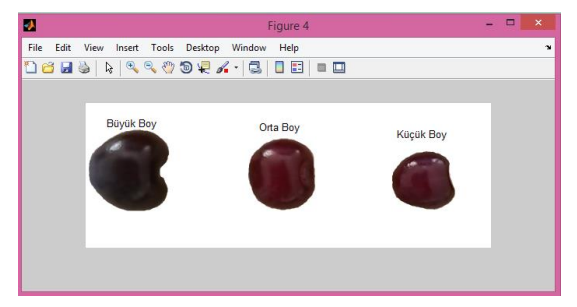 Figure 4
File Edit View Insert Tools Desktop Window Help
Büyük Boy
Orta Boy
Küçük Boy